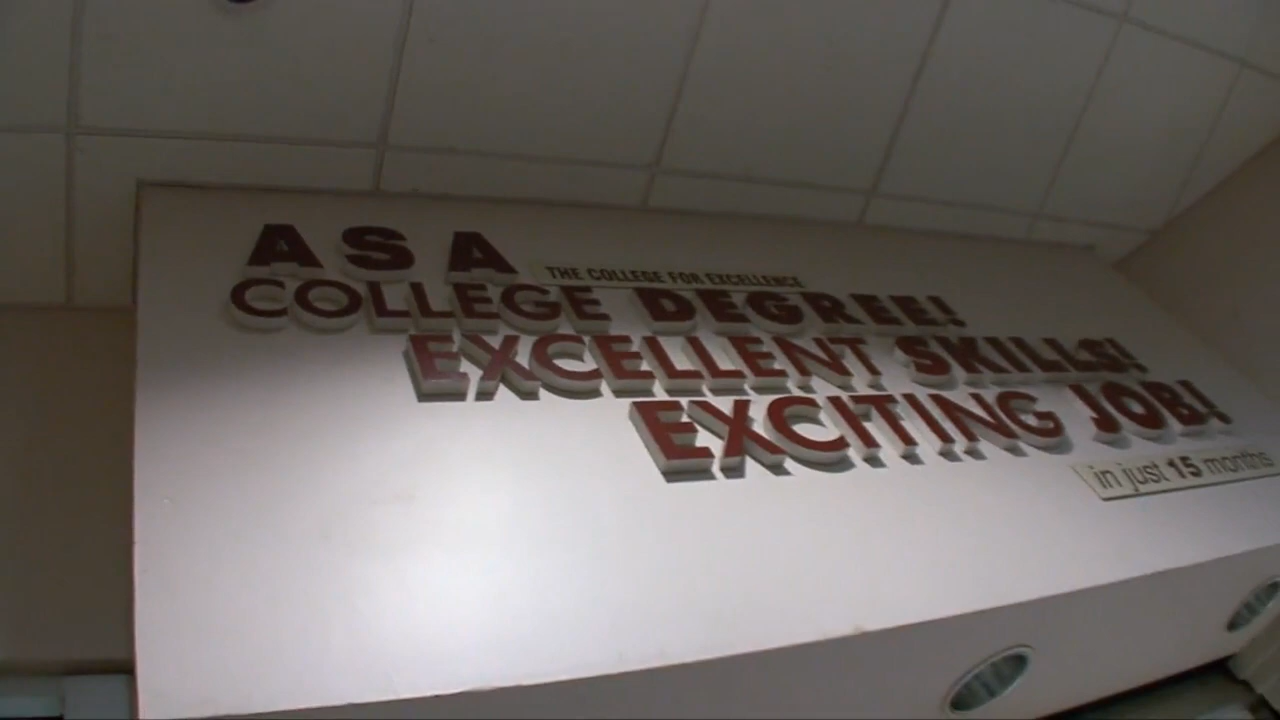 ASA
THE COLLEGE FOR EXCELLENCE
COLLEGE DEGREE!
EXCELLENT SKILLS!
EXCITING JOB!
in just 15 months